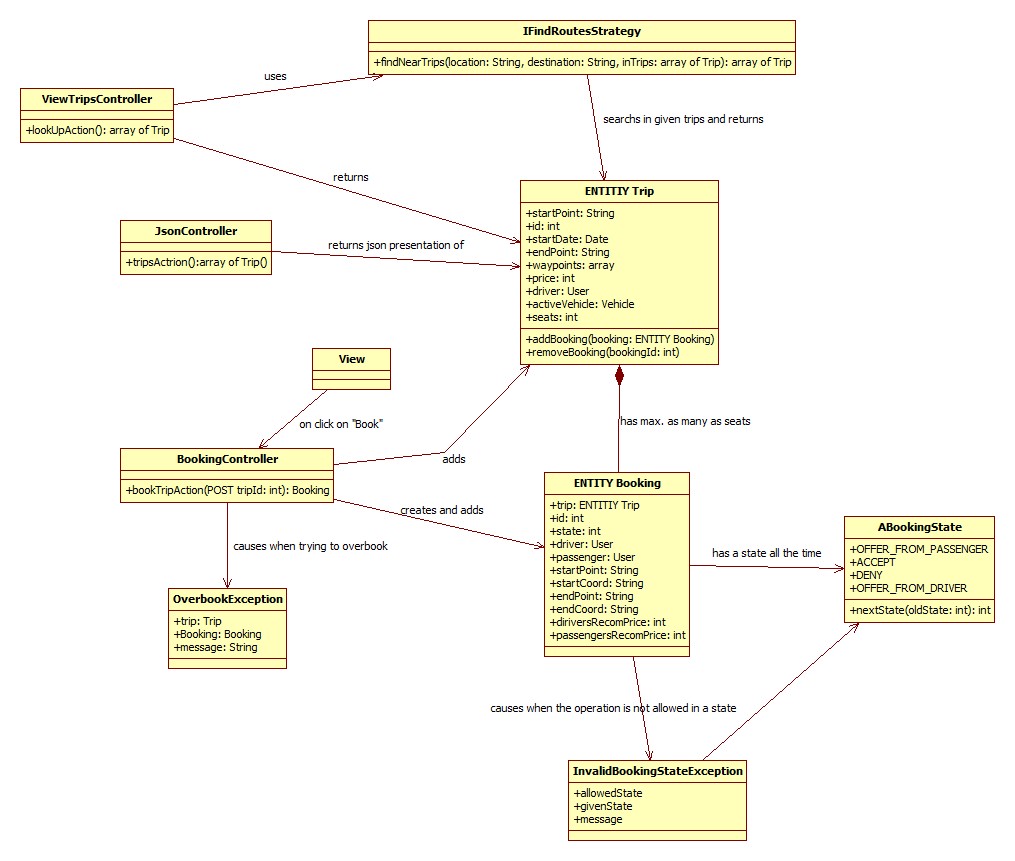 IFindRoutesStrategy
+findNearTrips(location: String, destination: String, inTrips: array of Trip): array of Trip
uses
ViewTripsController
+lookUpAction(): array of Trip
searchs in given trips and returns
returns
ENTITIY Trip
+startPoint: String
+id: int
+startDate: Date
+endPoint: String
+waypoints: array
+price: int
+driver: User
+activeVehicle: Vehicle
+seats: int
+addBooking(booking: ENTITY Booking)
+removeBooking(bookingId: int)
JsonController
+tripsActrion():array of Trip()
returns json presentation of
View
on click on "Book"
has max. as many as seats
BookingController
+bookTripAction(POST tripId: int): Booking
adds
creates and adds
causes when trying to overbook
ENTITY Booking
+trip: ENTITIY Trip
+id: int
+state: int
+driver: User
+passenger: User
+startPoint: String
+startCoord: String
+endPoint: String
+endCoord: String
+diriversRecomPrice: int
+passengersRecomPrice: int
has a state all the time
ABookingState
+OFFER_FROM_PASSENGER
+ACCEPT
+DENY
+OFFER_FROM_DRIVER
+nextState(oldState: int): int
OverbookException
+trip: Trip
+Booking: Booking
+message: String
causes when the operation is not allowed in a state
InvalidBookingStateException
+allowedState
+givenState
+message